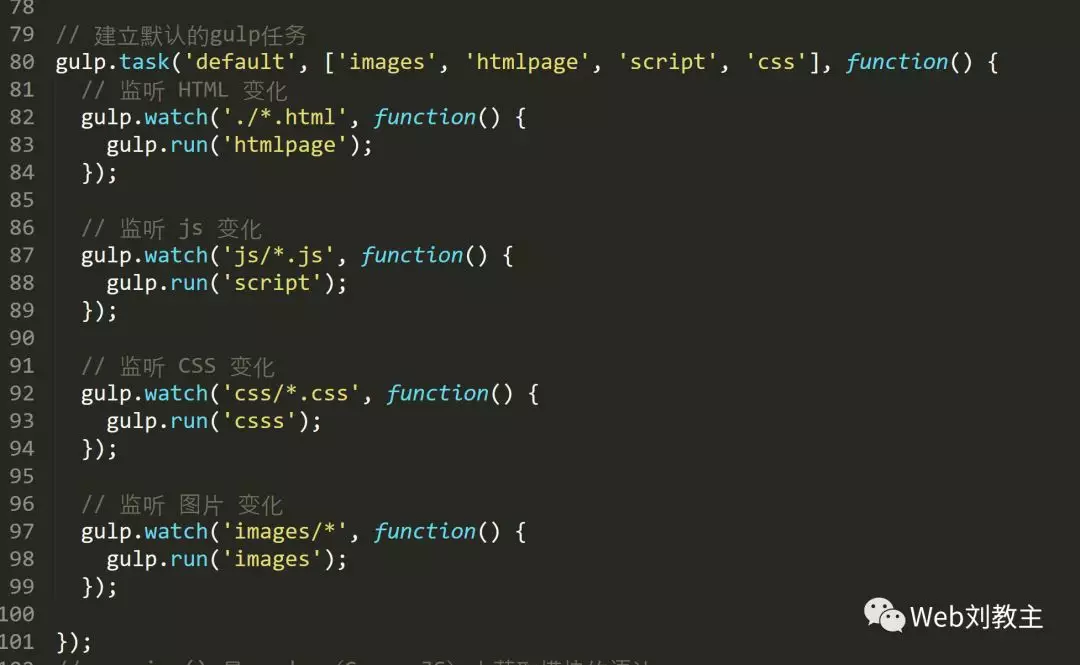 78
79 // 建立默认的gulp任务
80 gulp.task('default', ['images', 'htmlpage', 'script', 'css'], function() {
81   // 监听 HTML 变化
82   gulp.watch('./*.html', function() {
83     gulp.run('htmlpage');
84   });
85
86   // 监听 js 变化
87   gulp.watch('js/*.js', function() {
88     gulp.run('script');
89   });
90
91   // 监听 CSS 变化
92   gulp.watch('css/*.css', function() {
93     gulp.run('csss');
94   });
95
96   // 监听 图片 变化
97   gulp.watch('images/*', function() {
98     gulp.run('images');
99   });
100
101 });
Web刘教主